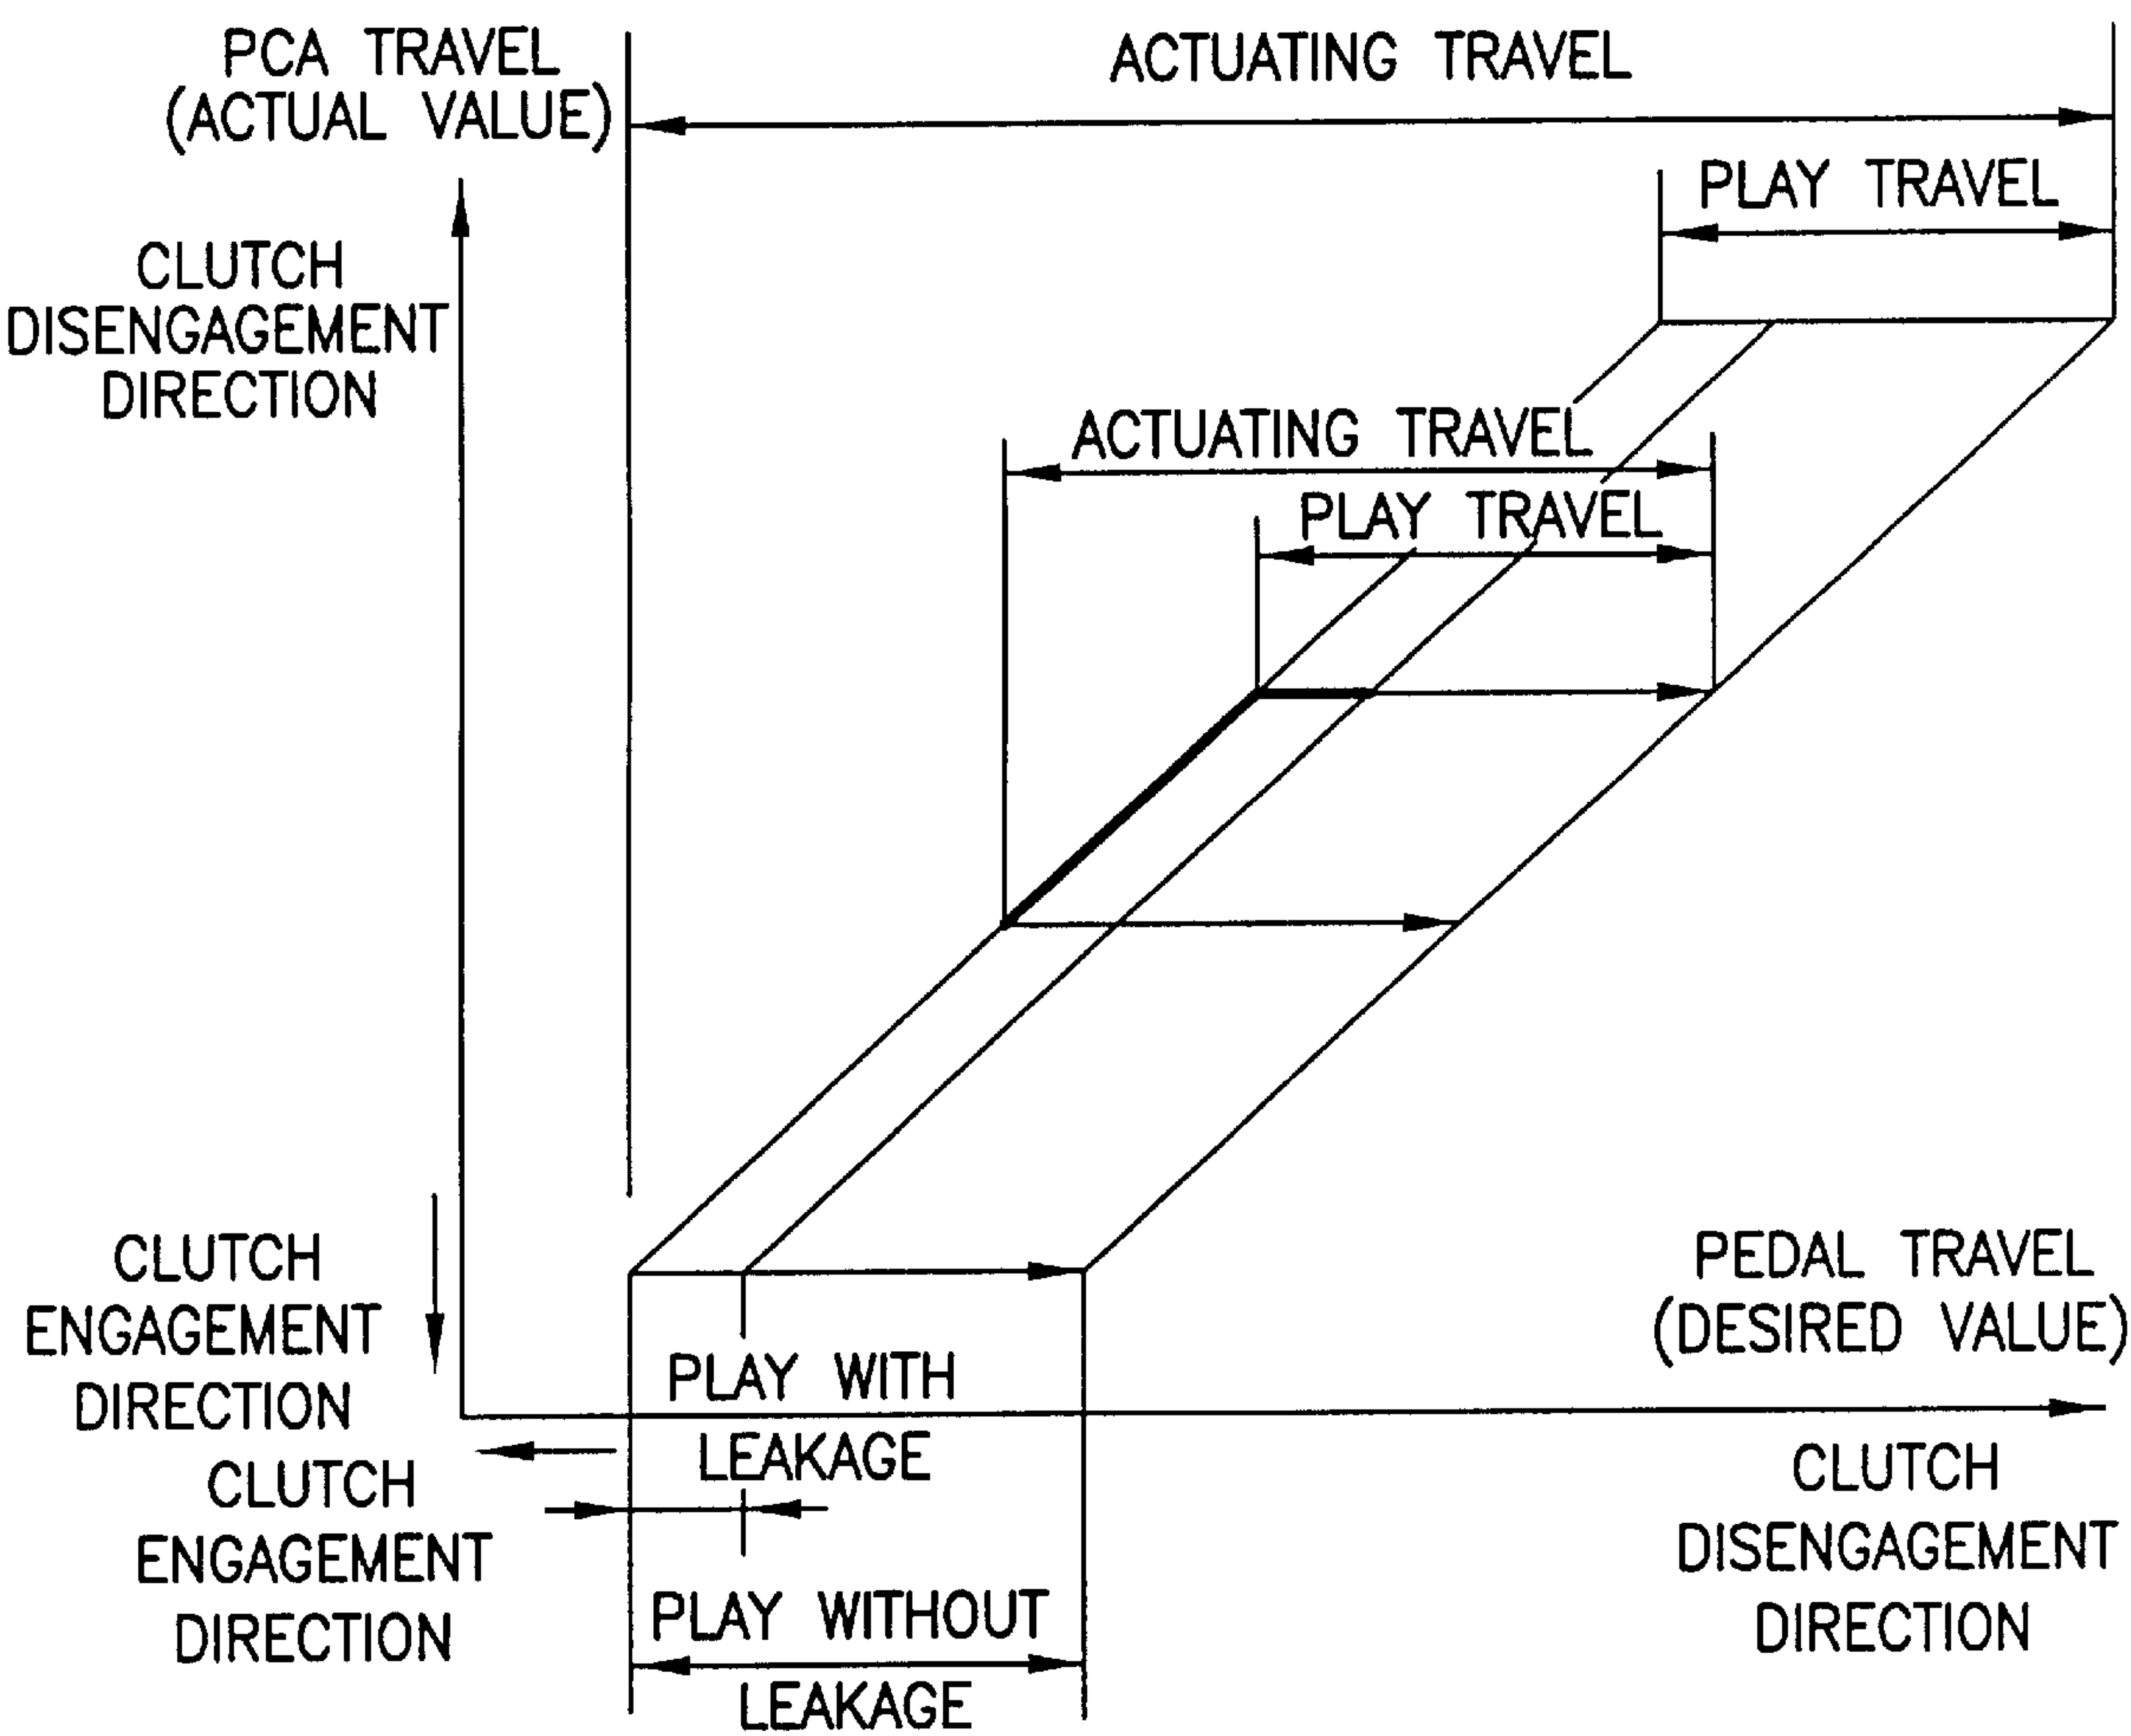 PCA TRAVEL
(ACTUAL VALUE)
ACTUATING TRAVEL
PLAY TRAVEL
CLUTCH
DISENGAGEMENT
DIRECTION
ACTUATING TRAVEL
PLAY TRAVEL
CLUTCH
ENGAGEMENT
DIRECTION
PEDAL TRAVEL
(DESIRED VALUE)
PLAY WITH
LEAKAGE
CLUTCH
ENGAGEMENT
DIRECTION
CLUTCH
DISENGAGEMENT
DIRECTION
PLAY WITHOUT
LEAKAGE